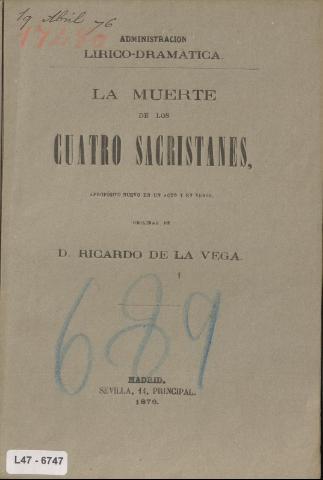 19 Abril 76
17280
ADMINISTRACION
LIRICO-DRAMATICA.
LA MUERTE
DE LOS
CUATRO SACRISTANES,
APROPÓSITO NUEVO EN UN ACTO Y EN VERSO,
ORIGINAL DE
D. RICARDO DE LA VEGA.
689
MADRID.
SEVILLA, 14, PRINCIPAL.
1876.
L47 - 6747